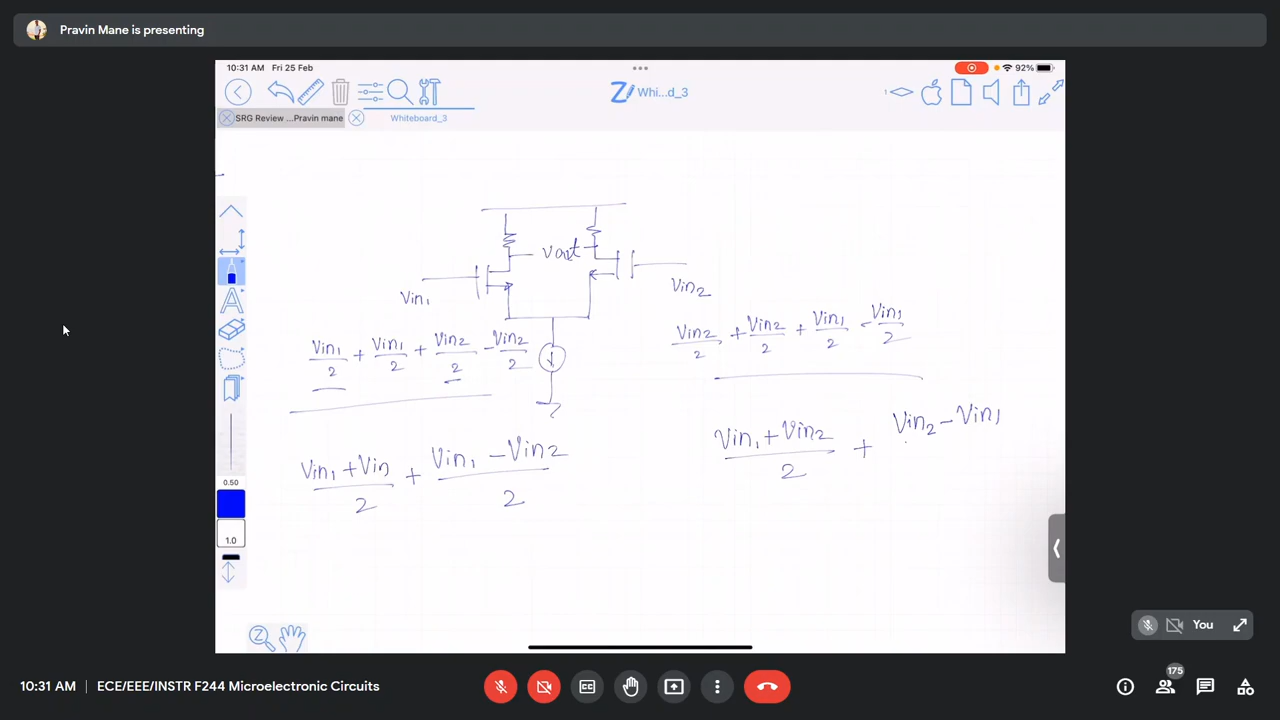 Pravin Mane is presenting
10:31 AM Fri 25 Feb
92%
Whi...d_3
1
SRG Review ...Pravin mane
Whiteboard_3
Vout
Vin1
Vin2
Vin1/2 + Vin1/2 + Vin2/2 - Vin2/2
Vin2/2 + Vin2/2 + Vin1/2 - Vin1/2
(Vin1 + Vin)/2 + (Vin1 - Vin2)/2
(Vin1 + Vin2)/2 + Vin2 - Vin1
A
0.50
1.0
Z
You
10:31 AM | ECE/EEE/INSTR F244 Microelectronic Circuits
CC
175